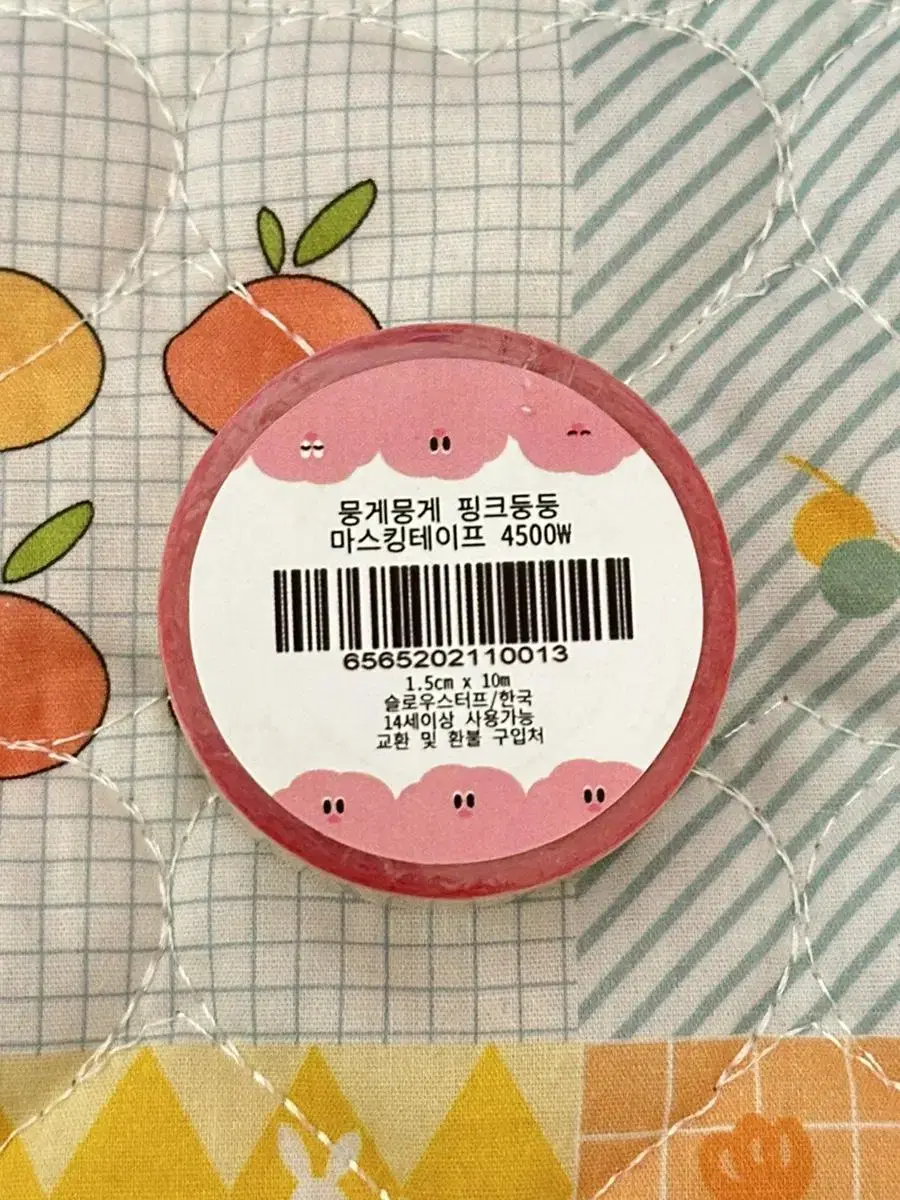 뭉게뭉게 핑크둥둥
마스킹테이프 4500₩
6565202110013
1.5cm x 10m
슬로우스터프/한국
14세이상 사용가능
교환 및 환불 구입처